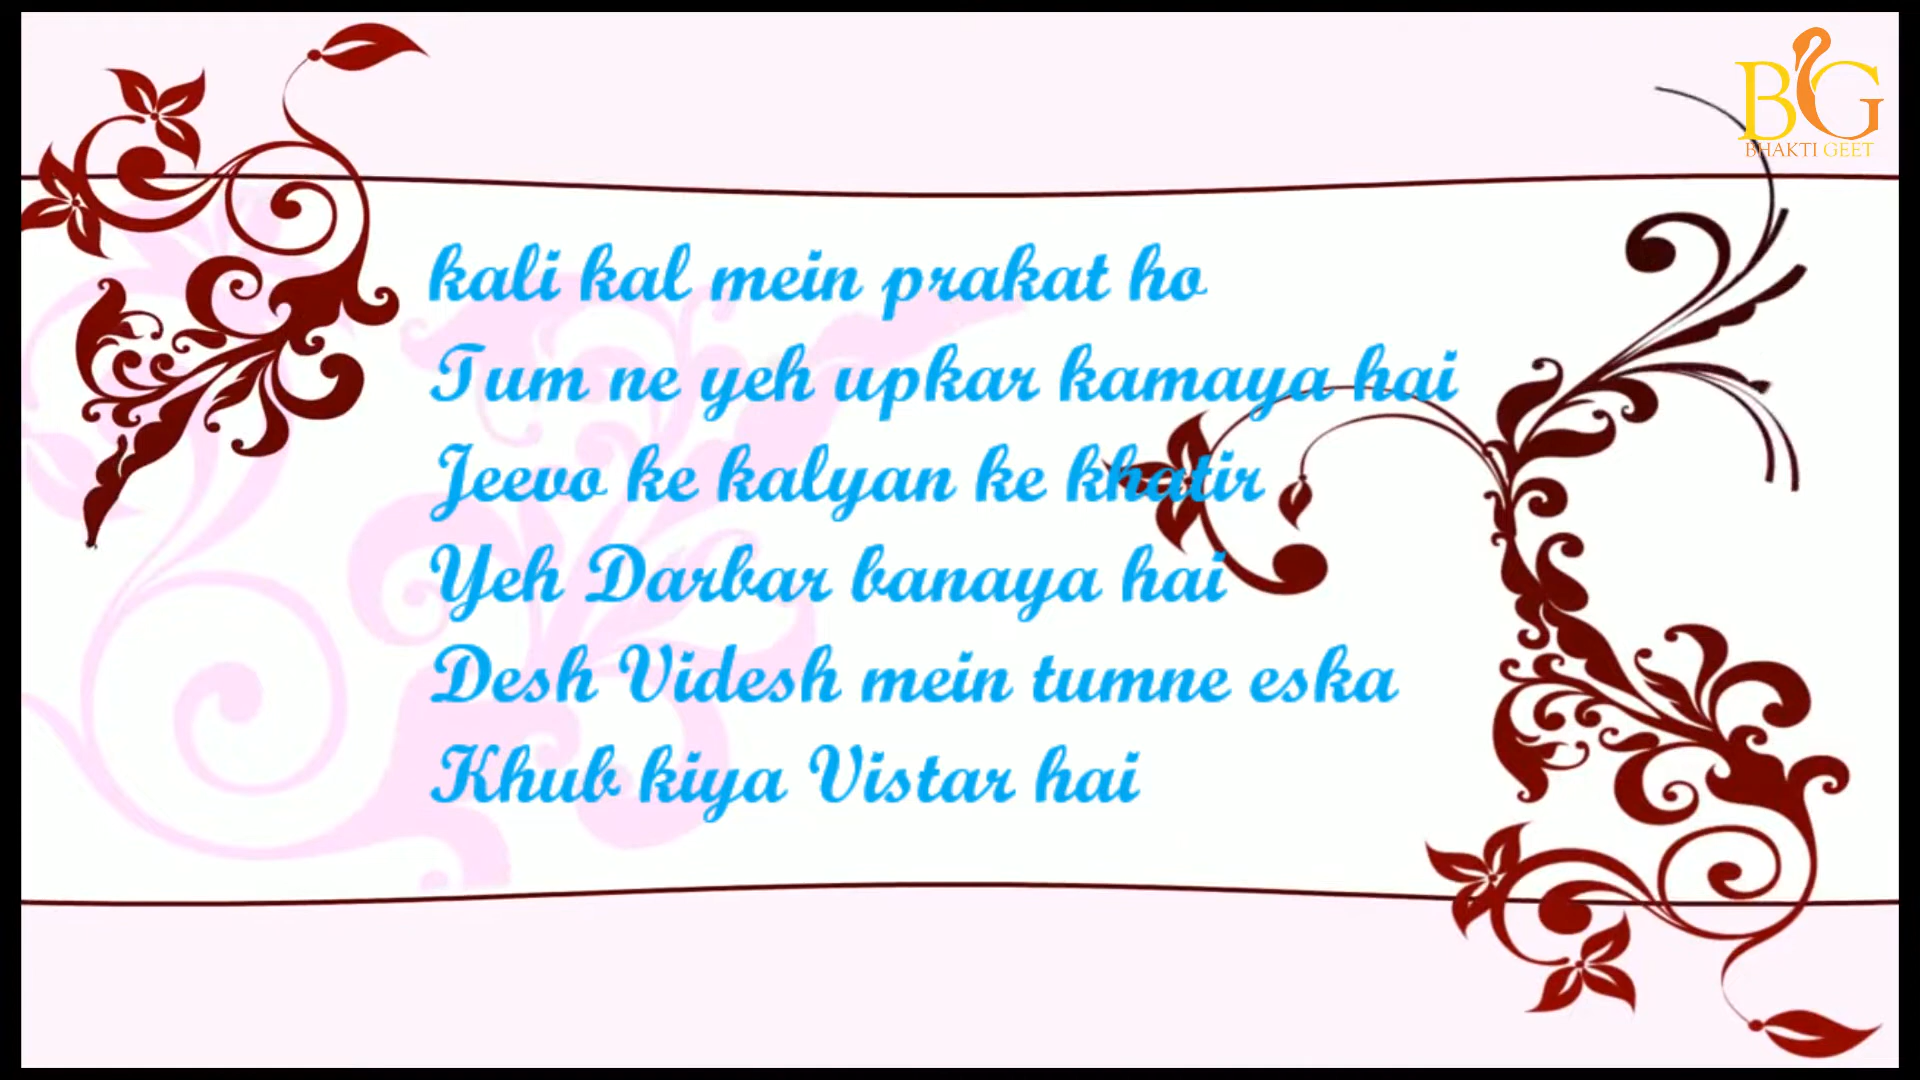 BG
BHAKTI GEET
kali kal mein prakat ho
Tum ne yeh upkar kamaya hai
Jeevo ke kalyan ke khatir
Yeh Darbar banaya hai
Desh Videsh mein tumne eska
Khub kiya Vistar hai